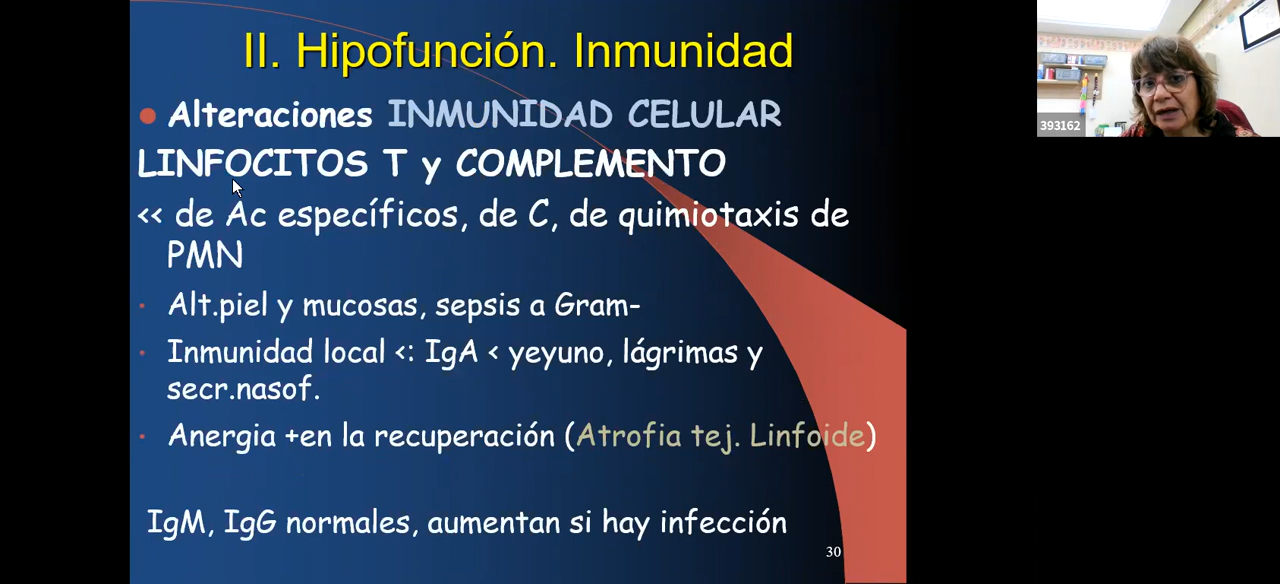 II. Hipofunción. Inmunidad
Alteraciones INMUNIDAD CELULAR
LINFOCITOS T y COMPLEMENTO
<< de Ac específicos, de C, de quimiotaxis de
PMN
Alt.piel y mucosas, sepsis a Gram-
Inmunidad local <: IgA < yeyuno, lágrimas y
secr.nasof.
Anergia +en la recuperación (Atrofia tej. Linfoide)
IgM, IgG normales, aumentan si hay infección
30
393162